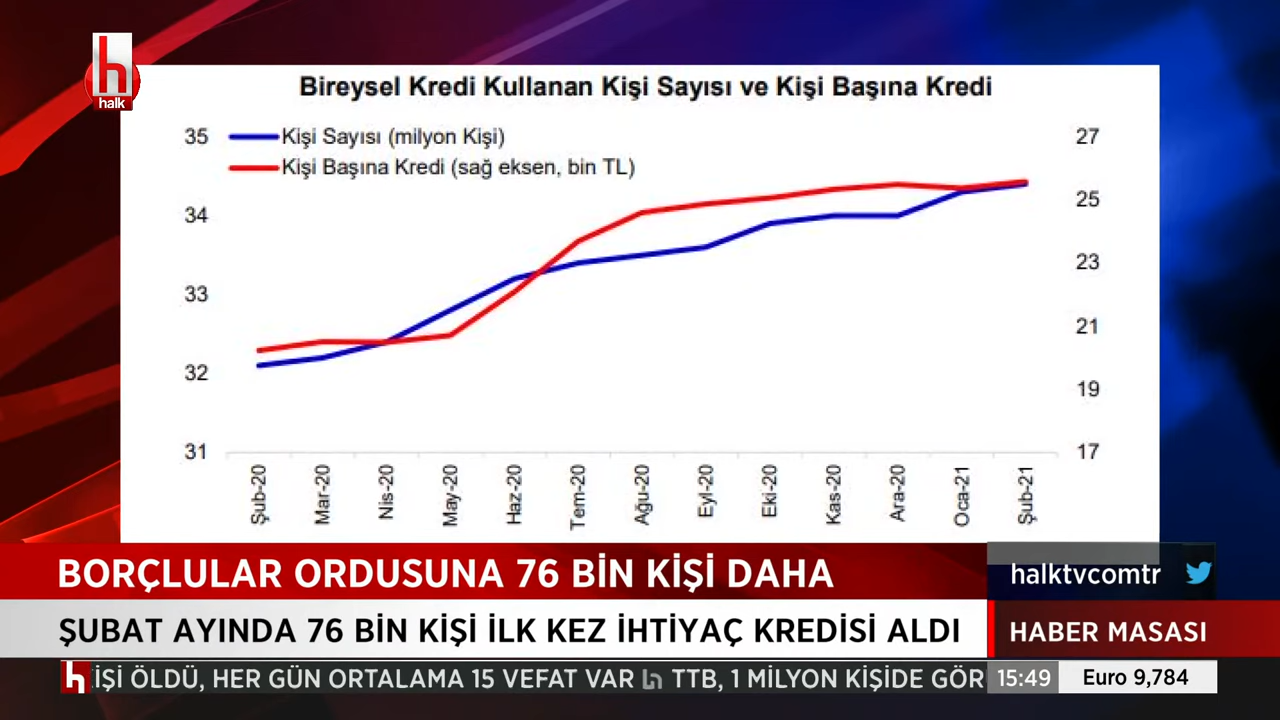 h
halk
Bireysel Kredi Kullanan Kişi Sayısı ve Kişi Başına Kredi
35
Kişi Sayısı (milyon Kişi)
27
Kişi Başına Kredi (sağ eksen, bin TL)
34
25
33
23
32
21
19
31
17
Şub-20
Mar-20
Nis-20
May-20
Haz-20
Tem-20
Ağu-20
Eyl-20
Eki-20
Kas-20
Ara-20
Oca-21
Şub-21
BORÇLULAR ORDUSUNA 76 BİN KİŞİ DAHA
halktvcomtr
ŞUBAT AYINDA 76 BİN KİŞİ İLK KEZ İHTİYAÇ KREDİSİ ALDI
HABER MASASI
h KİŞİ ÖLDÜ, HER GÜN ORTALAMA 15 VEFAT VAR h TTB, 1 MİLYON KİŞİDE GÖR
15:49
Euro 9,784